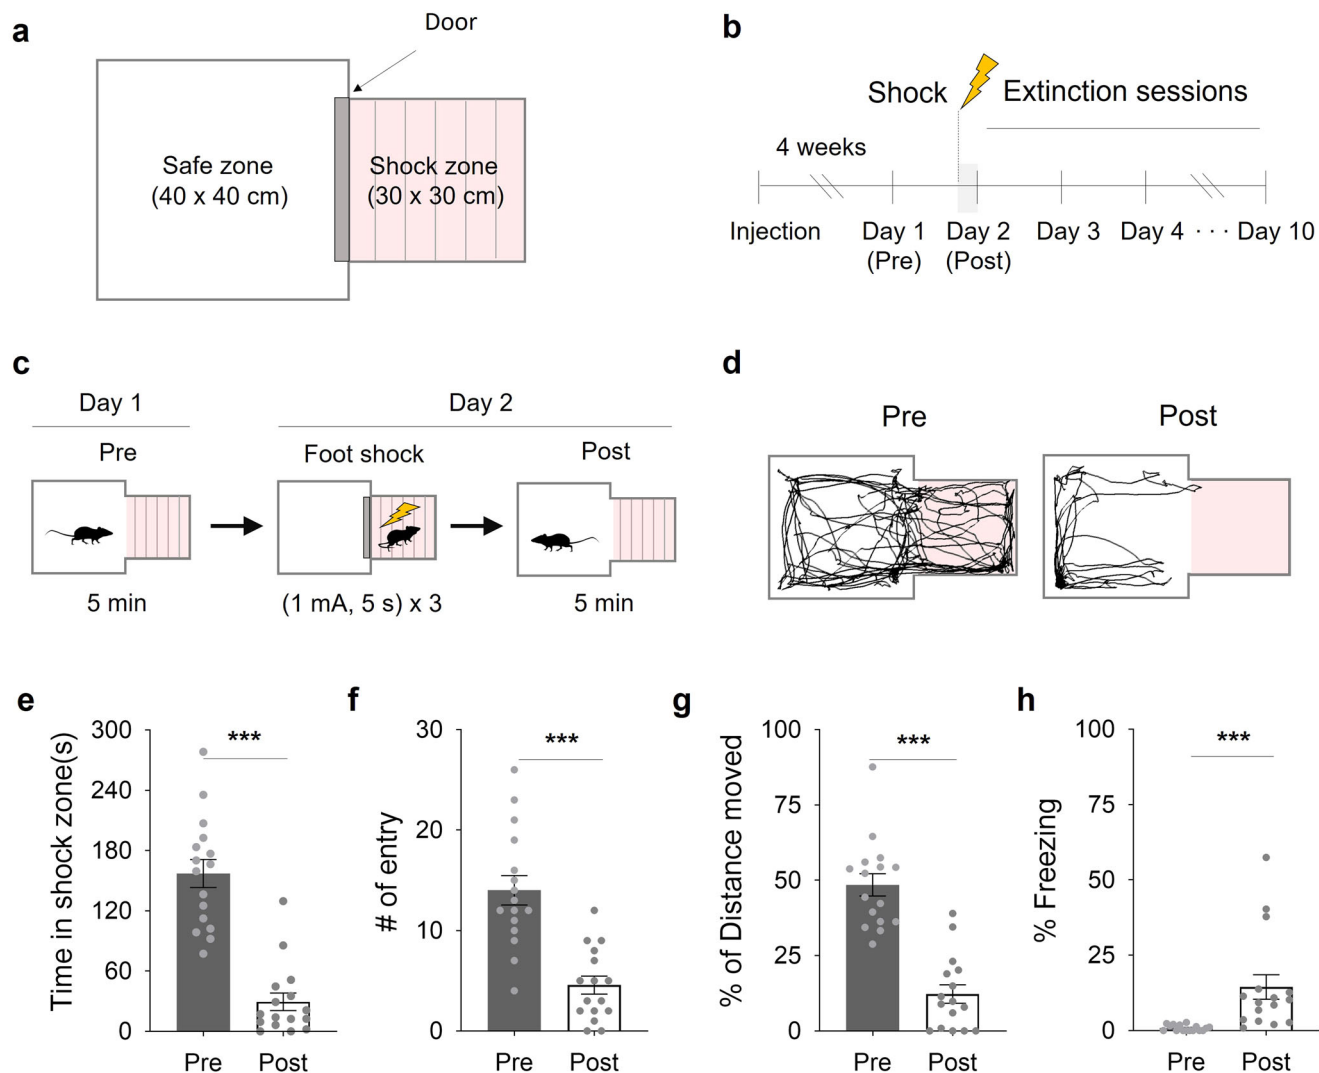 a
Door
Safe zone
(40 x 40 cm)
Shock zone
(30 x 30 cm)
b
Shock
Extinction sessions
4 weeks
Injection
Day 1
(Pre)
Day 2
(Post)
Day 3
Day 4
· · ·
Day 10
c
Day 1
Day 2
Pre
Foot shock
Post
5 min
(1 mA, 5 s) x 3
5 min
d
Pre
Post
e
Time in shock zone(s)
300
240
180
120
60
0
***
Pre
Post
f
# of entry
30
20
10
0
***
Pre
Post
g
% of Distance moved
100
75
50
25
0
***
Pre
Post
h
% Freezing
100
75
50
25
0
***
Pre
Post